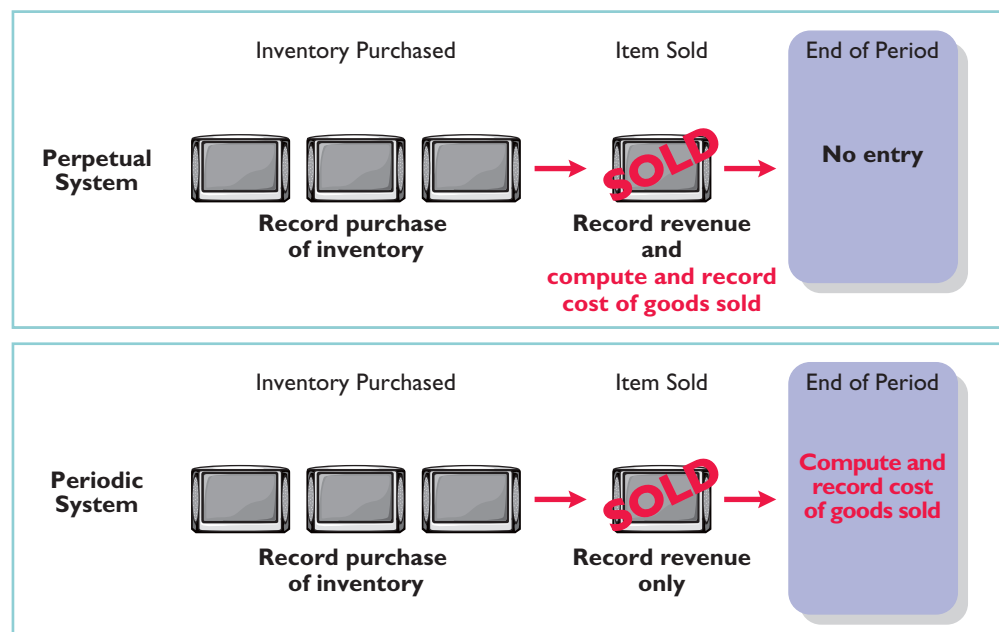 Inventory Purchased
Item Sold
End of Period
Perpetual
System
SOLD
No entry
Record purchase
of inventory
Record revenue
and
compute and record
cost of goods sold
Inventory Purchased
Item Sold
End of Period
Periodic
System
SOLD
Compute and
record cost
of goods sold
Record purchase
of inventory
Record revenue
only